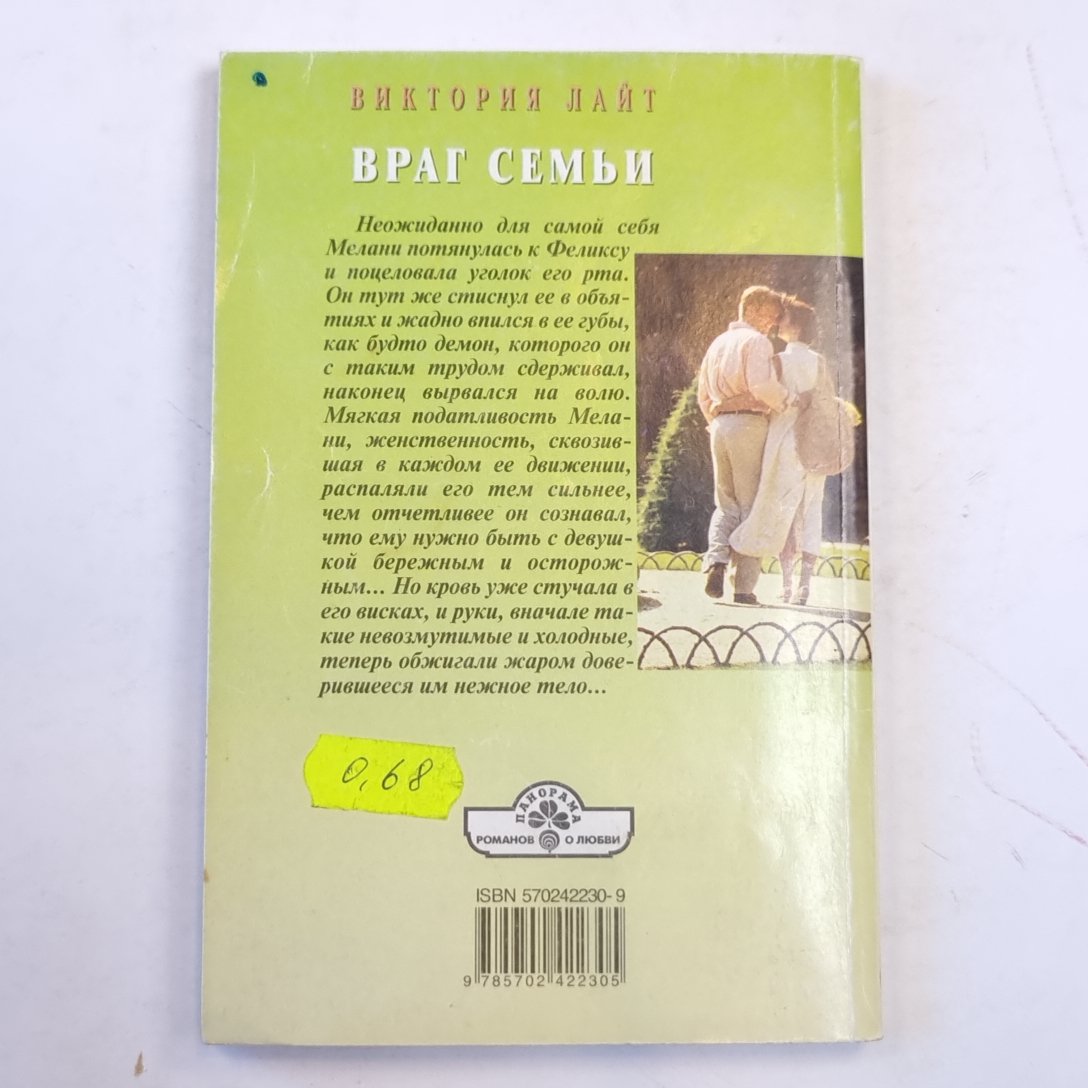 ВИКТОРИЯ ЛАЙТ
ВРАГ СЕМЬИ
Неожиданно для самой себя
Мелани потянулась к Феликсу
и поцеловала уголок его рта.
Он тут же стиснул ее в объя-
тиях и жадно впился в ее губы,
как будто демон, которого он
с таким трудом сдерживал,
наконец вырвался на волю.
Мягкая податливость Мела-
ни, женственность, сквозив-
шая в каждом ее движении,
распаляли его тем сильнее,
чем отчетливее он сознавал,
что ему нужно быть с девуш-
кой бережным и осторож-
ным... Но кровь уже стучала в
его висках, и руки, вначале та-
кие невозмутимые и холодные,
теперь обжигали жаром дове-
рившееся им нежное тело...
0,68
ПАНОРАМА
РОМАНОВ О ЛЮБВИ
ISBN 570242230-9
9 785702 422305